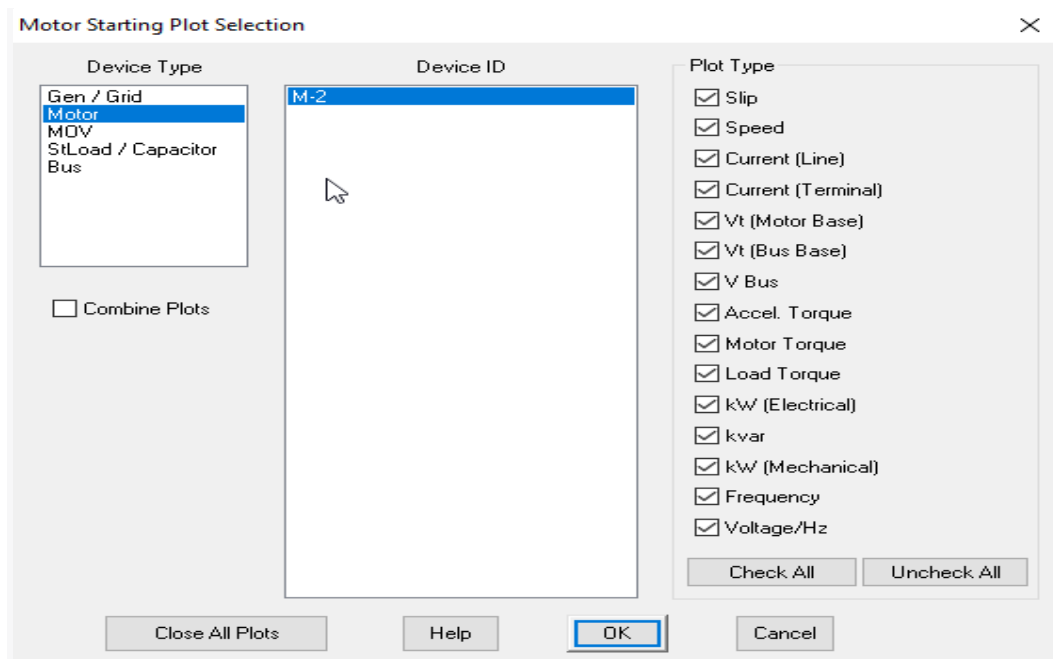 Motor Starting Plot Selection
Device Type
Gen / Grid
Motor
MOV
StLoad / Capacitor
Bus
Combine Plots
Device ID
M-2
Plot Type
Slip
Speed
Current (Line)
Current (Terminal)
Vt (Motor Base)
Vt (Bus Base)
V Bus
Accel. Torque
Motor Torque
Load Torque
kW (Electrical)
kvar
kW (Mechanical)
Frequency
Voltage/Hz
Check All Uncheck All
Close All Plots Help OK Cancel